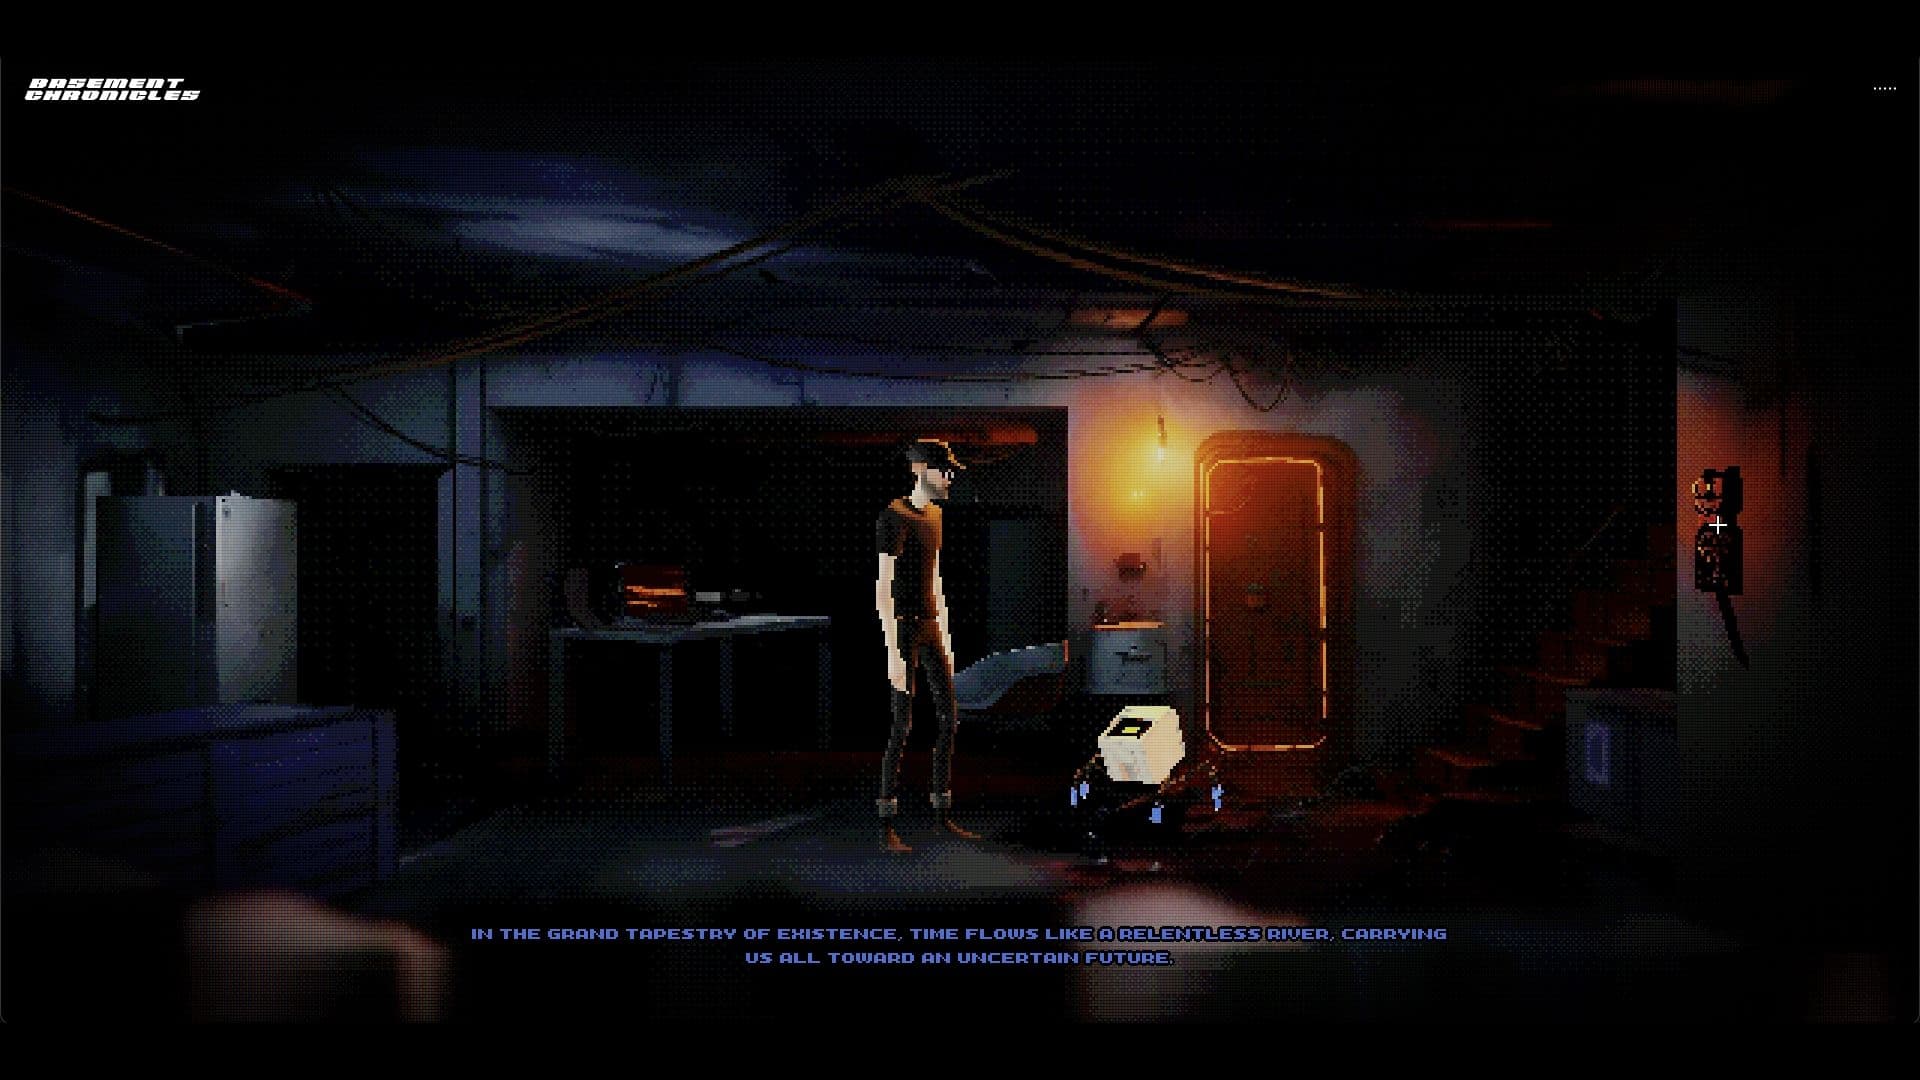 BASEMENT
CHRONICLES
.....
IN THE GRAND TAPESTRY OF EXISTENCE, TIME FLOWS LIKE A RELENTLESS RIVER, CARRYING
US ALL TOWARD AN UNCERTAIN FUTURE.